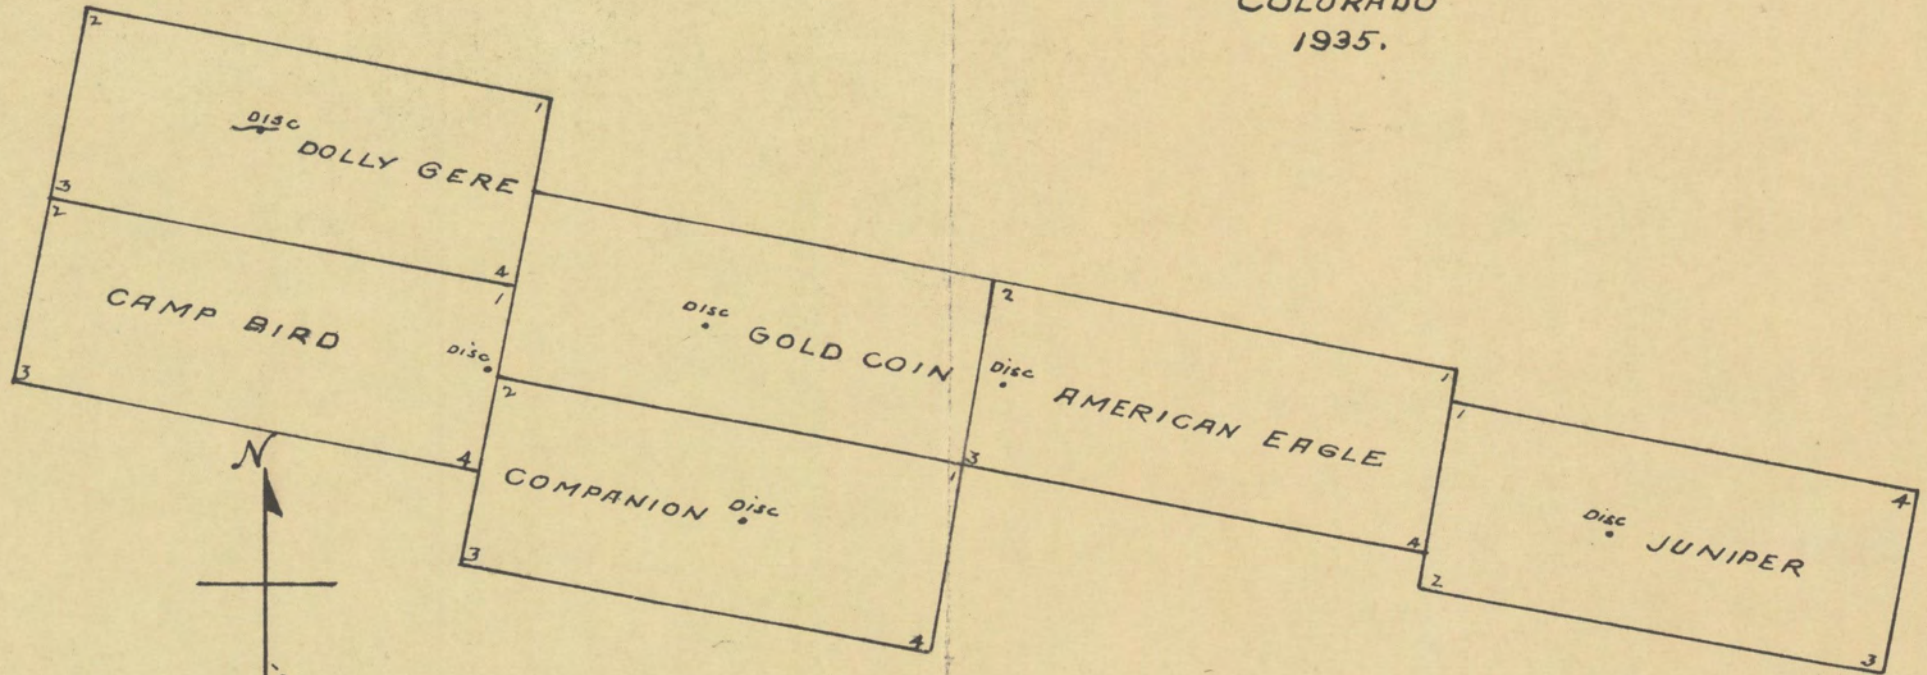 COLORADO
1935.
2
1
Disc
DOLLY GERE
3
4
2
1
CAMP BIRD
Disc
3
4
Disc
GOLD COIN
2
1
Disc
AMERICAN EAGLE
3
4
2
1
COMPANION
Disc
3
4
1
4
Disc
JUNIPER
2
3
N